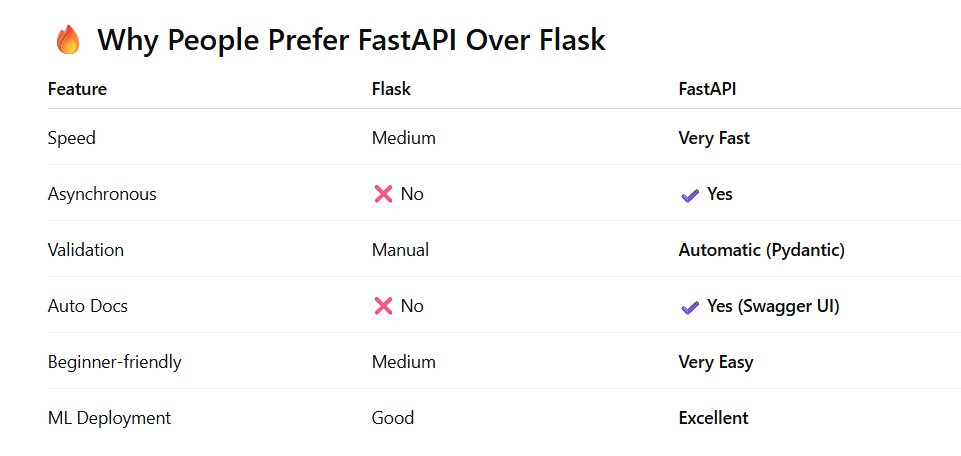 🔥 Why People Prefer FastAPI Over Flask
Feature Flask FastAPI
Speed Medium Very Fast
Asynchronous ❌ No ✔ Yes
Validation Manual Automatic (Pydantic)
Auto Docs ❌ No ✔ Yes (Swagger UI)
Beginner-friendly Medium Very Easy
ML Deployment Good Excellent